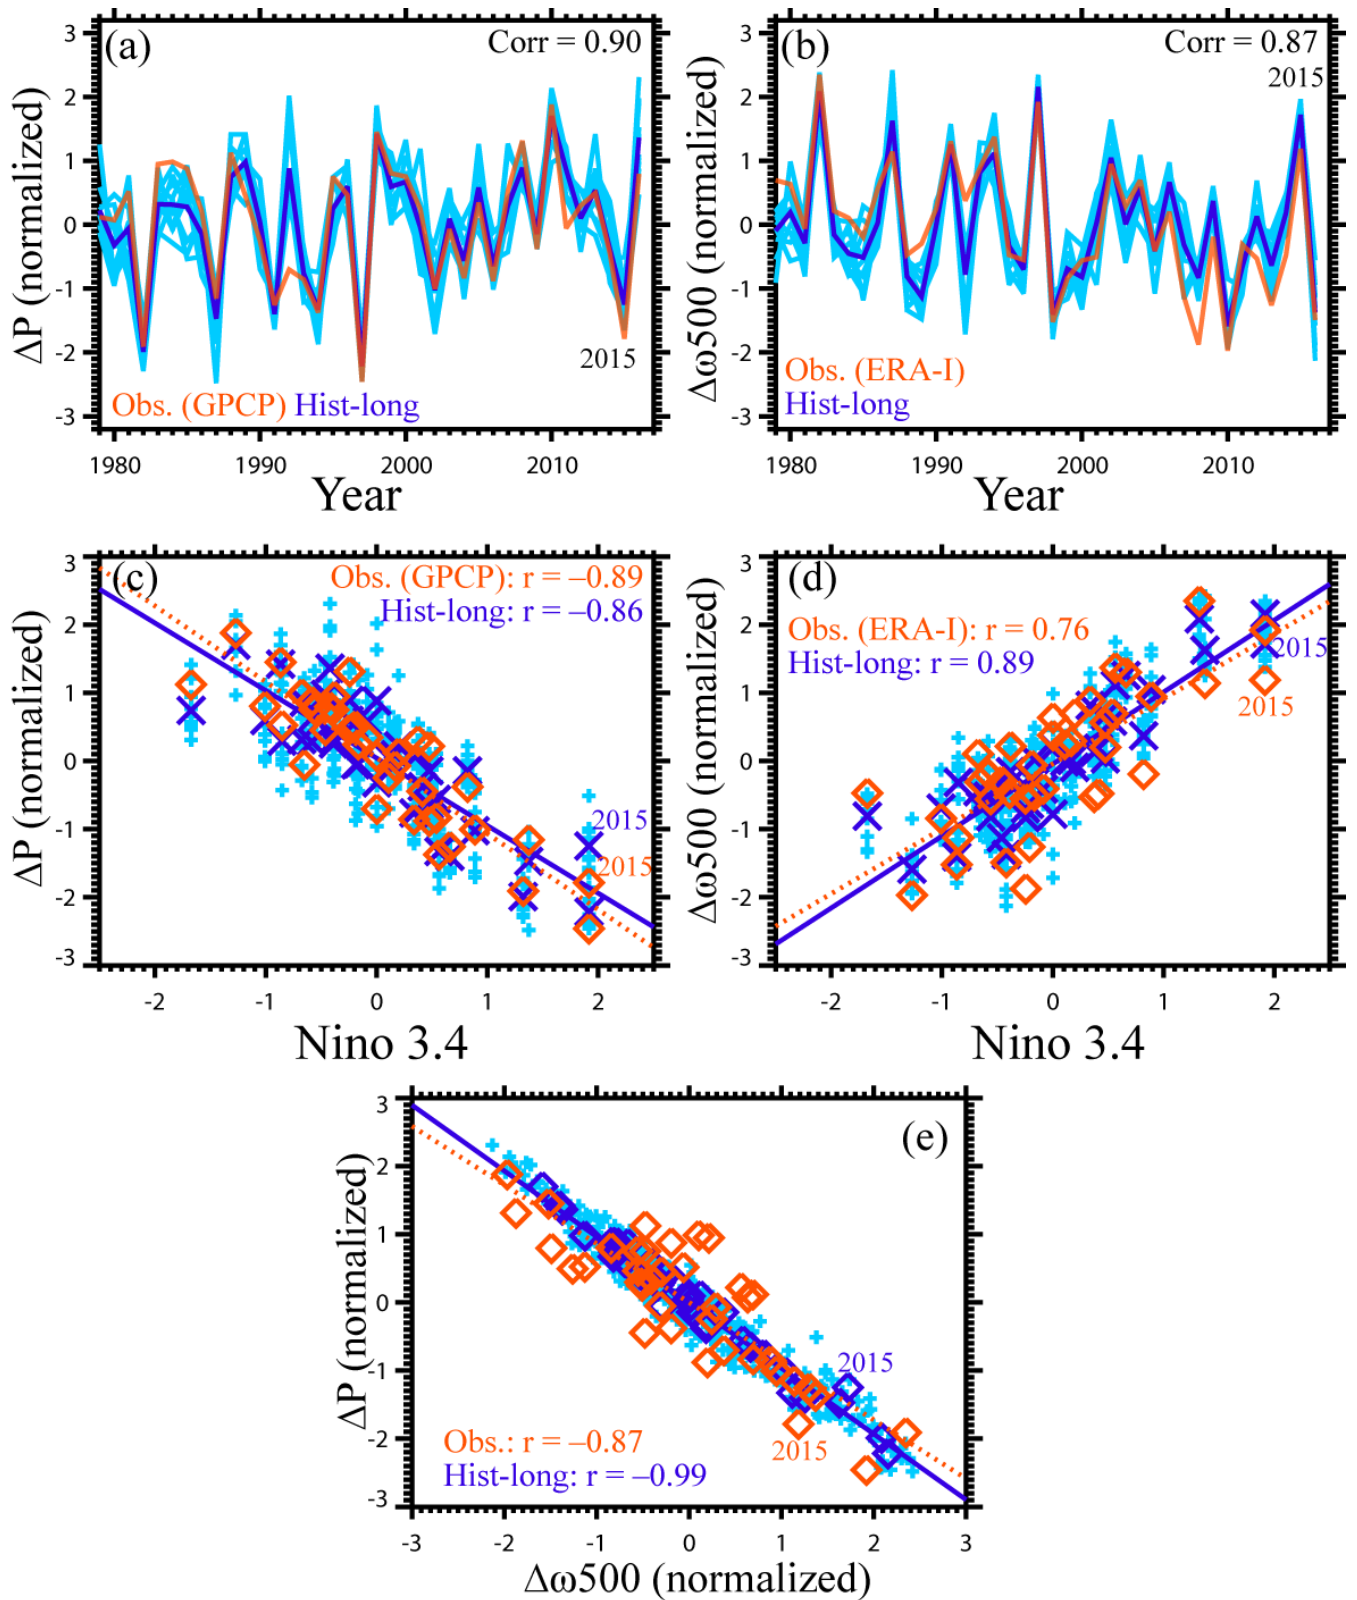 (a)
Corr = 0.90
ΔP (normalized)
3
2
1
0
-1
-2
-3
2015
Obs. (GPCP) Hist-long
1980
1990
2000
2010
Year
(b)
Corr = 0.87
2015
Δω500 (normalized)
3
2
1
0
-1
-2
-3
Obs. (ERA-I)
Hist-long
1980
1990
2000
2010
Year
(c)
Obs. (GPCP): r = –0.89
Hist-long: r = –0.86
ΔP (normalized)
3
2
1
0
-1
-2
-3
2015
2015
-2
-1
0
1
2
Nino 3.4
(d)
Obs. (ERA-I): r = 0.76
Hist-long: r = 0.89
2015
2015
Δω500 (normalized)
3
2
1
0
-1
-2
-3
-2
-1
0
1
2
Nino 3.4
(e)
ΔP (normalized)
3
2
1
0
-1
-2
-3
2015
2015
Obs.: r = –0.87
Hist-long: r = –0.99
-3
-2
-1
0
1
2
3
Δω500 (normalized)